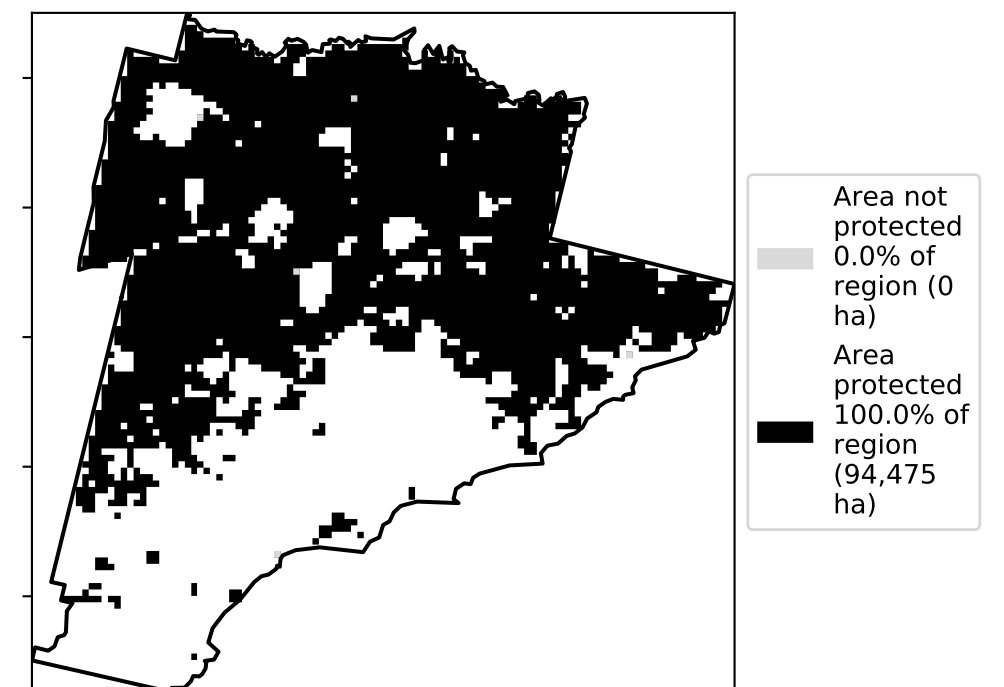 Area not
protected
0.0% of
region (0
ha)
Area
protected
100.0% of
region
(94,475
ha)